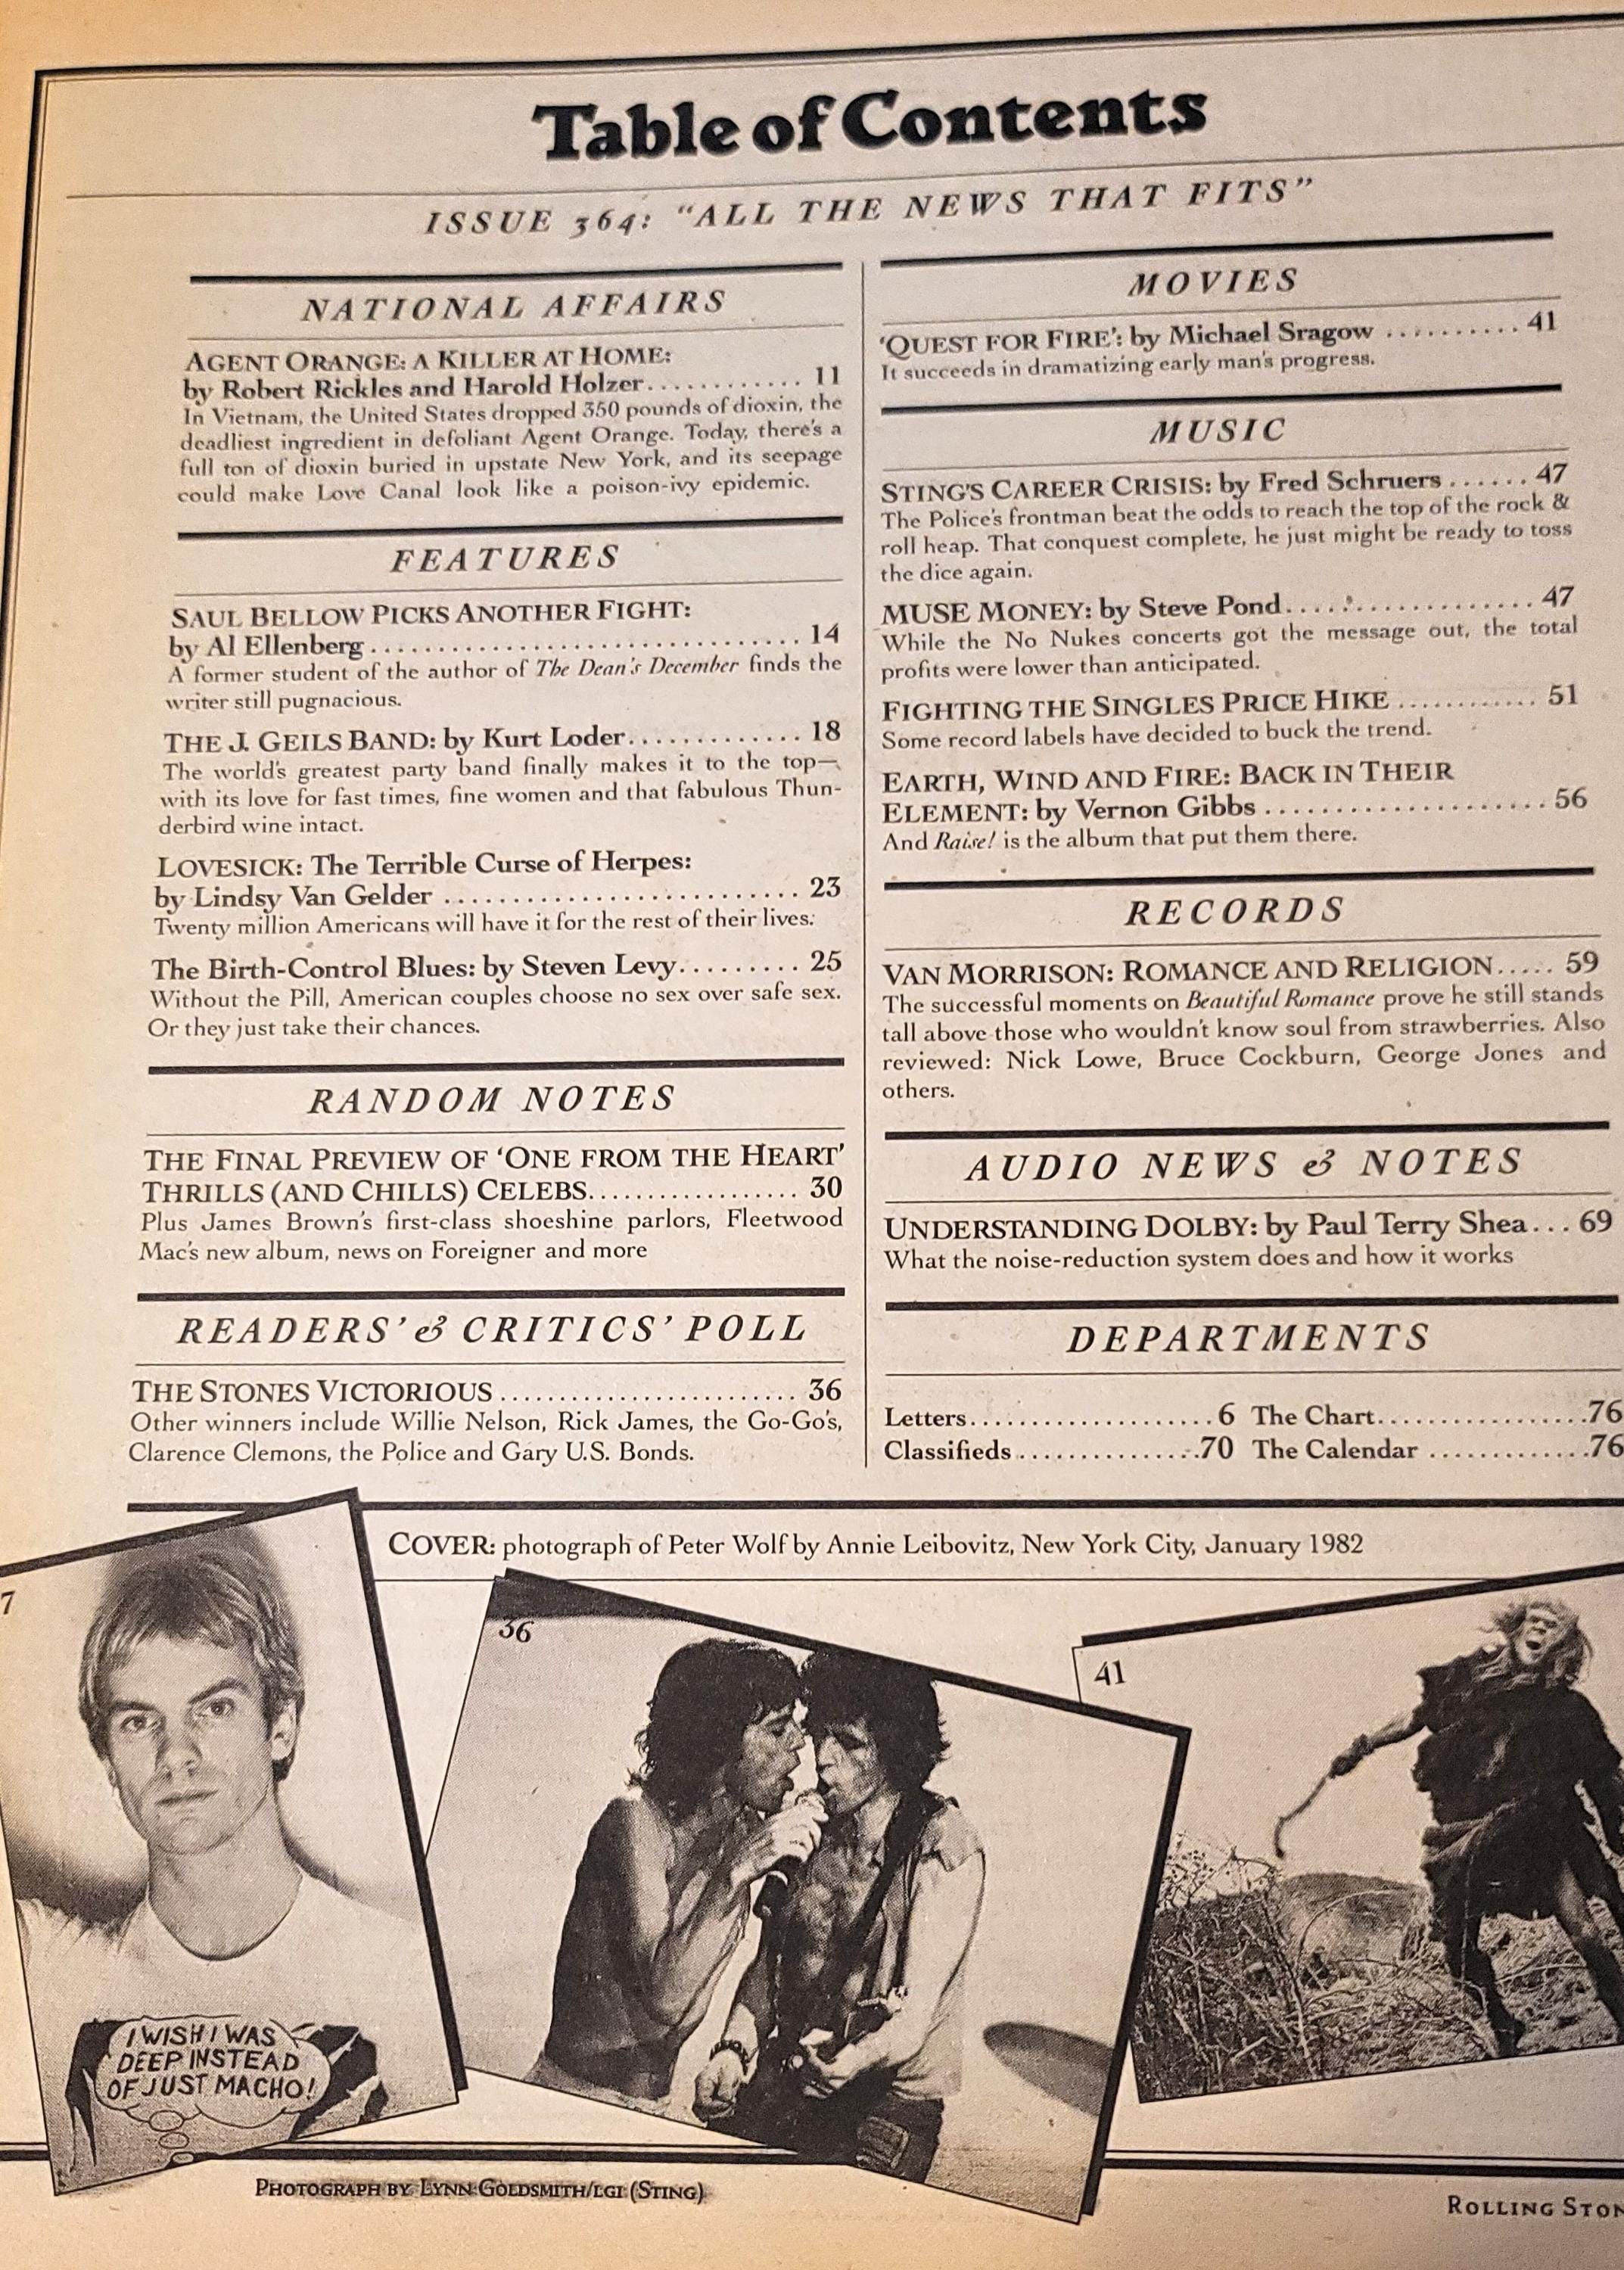 Table of Contents
ISSUE 364: “ALL THE NEWS THAT FITS”
NATIONAL AFFAIRS
AGENT ORANGE: A KILLER AT HOME:
by Robert Rickles and Harold Holzer............ 11
In Vietnam, the United States dropped 350 pounds of dioxin, the
deadliest ingredient in defoliant Agent Orange. Today, there's a
full ton of dioxin buried in upstate New York, and its seepage
could make Love Canal look like a poison-ivy epidemic.
FEATURES
SAUL BELLOW PICKS ANOTHER FIGHT:
by Al Ellenberg............................... 14
A former student of the author of The Dean's December finds the
writer still pugnacious.
THE J. GEILS BAND: by Kurt Loder............. 18
The world's greatest party band finally makes it to the top—
with its love for fast times, fine women and that fabulous Thun-
derbird wine intact.
LOVESICK: The Terrible Curse of Herpes:
by Lindsy Van Gelder ......................... 23
Twenty million Americans will have it for the rest of their lives.
The Birth-Control Blues: by Steven Levy......... 25
Without the Pill, American couples choose no sex over safe sex.
Or they just take their chances.
RANDOM NOTES
THE FINAL PREVIEW OF ‘ONE FROM THE HEART’
THRILLS (AND CHILLS) CELEBS.................. 30
Plus James Brown's first-class shoeshine parlors, Fleetwood
Mac's new album, news on Foreigner and more
READERS’ & CRITICS’ POLL
THE STONES VICTORIOUS ......................... 36
Other winners include Willie Nelson, Rick James, the Go-Go's,
Clarence Clemons, the Police and Gary U.S. Bonds.
MOVIES
‘QUEST FOR FIRE’: by Michael Sragow .......... 41
It succeeds in dramatizing early man's progress.
MUSIC
STING'S CAREER CRISIS: by Fred Schruers ...... 47
The Police's frontman beat the odds to reach the top of the rock &
roll heap. That conquest complete, he just might be ready to toss
the dice again.
MUSE MONEY: by Steve Pond................... 47
While the No Nukes concerts got the message out, the total
profits were lower than anticipated.
FIGHTING THE SINGLES PRICE HIKE ............ 51
Some record labels have decided to buck the trend.
EARTH, WIND AND FIRE: BACK IN THEIR
ELEMENT: by Vernon Gibbs .................... 56
And Raise! is the album that put them there.
RECORDS
VAN MORRISON: ROMANCE AND RELIGION..... 59
The successful moments on Beautiful Romance prove he still stands
tall above those who wouldn't know soul from strawberries. Also
reviewed: Nick Lowe, Bruce Cockburn, George Jones and
others.
AUDIO NEWS & NOTES
UNDERSTANDING DOLBY: by Paul Terry Shea... 69
What the noise-reduction system does and how it works
DEPARTMENTS
Letters.....................6 The Chart.................76
Classifieds................70 The Calendar .............76
COVER: photograph of Peter Wolf by Annie Leibovitz, New York City, January 1982
7
36
41
I WISH I WAS
DEEP INSTEAD
OF JUST MACHO!
PHOTOGRAPH BY LYNN GOLDSMITH/LGI (STING)
ROLLING STON